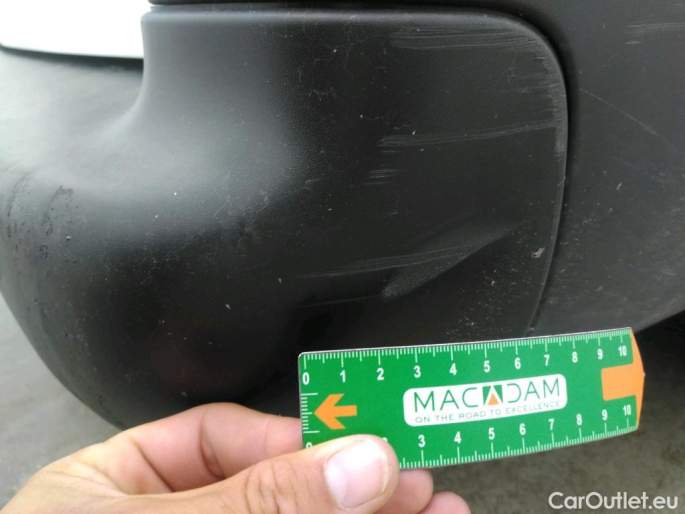 0 1 2 3 4 5 6 7 8 9 10
MACADAM
ON THE ROAD TO EXCELLENCE
3 4 5 6 7 8 9 10
CarOutlet.eu